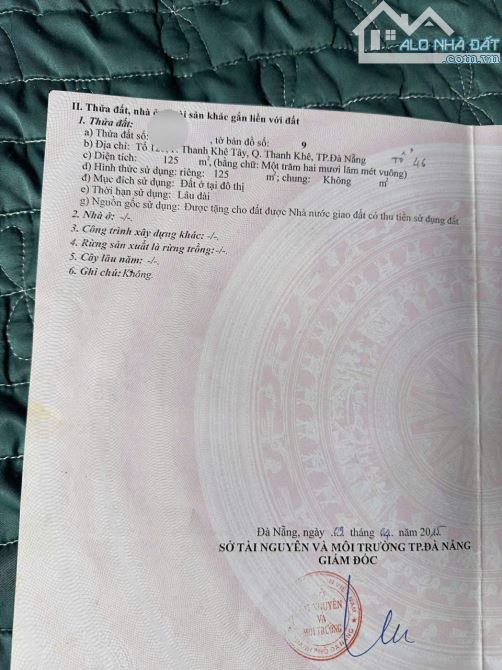 ALO NHÀ ĐẤT
II. Thửa đất, nhà ở sản khác gắn liền với đất
1. Thửa đất:
a) Thửa đất số: , tờ bản đồ số: 9
b) Địa chỉ: Tổ Thanh Khê Tây, Q. Thanh Khê, TP.Đà Nẵng Tổ 46
c) Diện tích: 125 m², (bằng chữ: Một trăm hai mươi lăm mét vuông)
d) Hình thức sử dụng: riêng: 125 m²; chung: Không m²
đ) Mục đích sử dụng: Đất ở tại đô thị
e) Thời hạn sử dụng: Lâu dài
g) Nguồn gốc sử dụng: Được tặng cho đất được Nhà nước giao đất có thu tiền sử dụng đất.
2. Nhà ở: -/-.
3. Công trình xây dựng khác: -/-.
4. Rừng sản xuất là rừng trồng: -/-.
5. Cây lâu năm: -/-.
6. Ghi chú: Không.
Đà Nẵng, ngày tháng năm 20
SỞ TÀI NGUYÊN VÀ MÔI TRƯỜNG TP.ĐÀ NẴNG
GIÁM ĐỐC
NGUYÊN
VÀ
MÔI TRƯỜNG